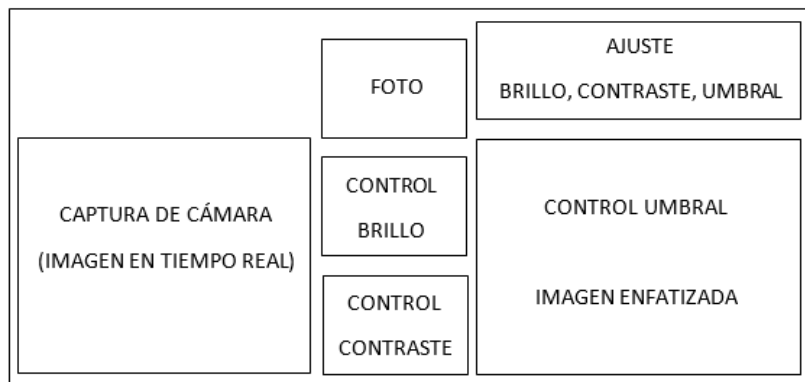 FOTO
AJUSTE
BRILLO, CONTRASTE, UMBRAL
CAPTURA DE CÁMARA
(IMAGEN EN TIEMPO REAL)
CONTROL
BRILLO
CONTROL
CONTRASTE
CONTROL UMBRAL
IMAGEN ENFATIZADA